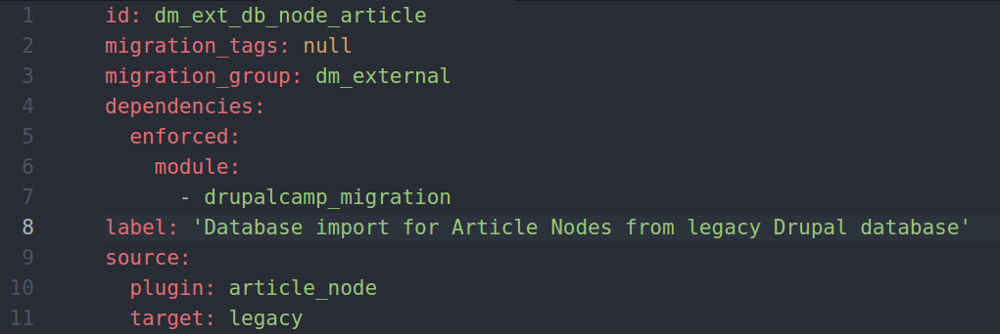 1 id: dm_ext_db_node_article
2 migration_tags: null
3 migration_group: dm_external
4 dependencies:
5   enforced:
6     module:
7       - drupalcamp_migration
8 label: 'Database import for Article Nodes from legacy Drupal database'
9 source:
10   plugin: article_node
11   target: legacy